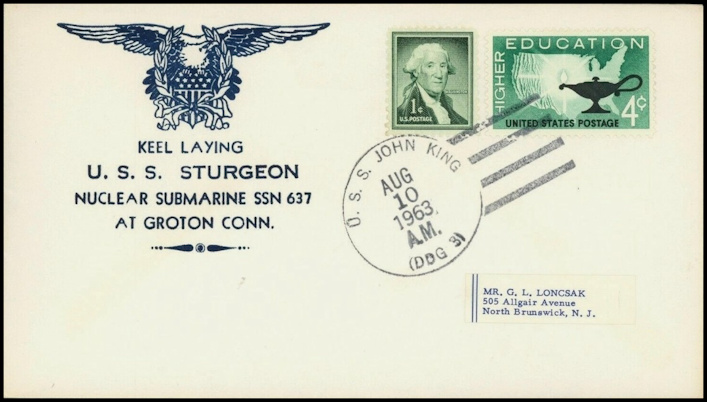 KEEL LAYING
U. S. S. STURGEON
NUCLEAR SUBMARINE SSN 637
AT GROTON CONN.
1¢
U.S. POSTAGE
HIGHER EDUCATION
4¢
UNITED STATES POSTAGE
U. S. S. JOHN KING
AUG
10
1963
A.M.
(DDG 3)
MR. G. L. LONCSAK
505 Allgair Avenue
North Brunswick, N. J.